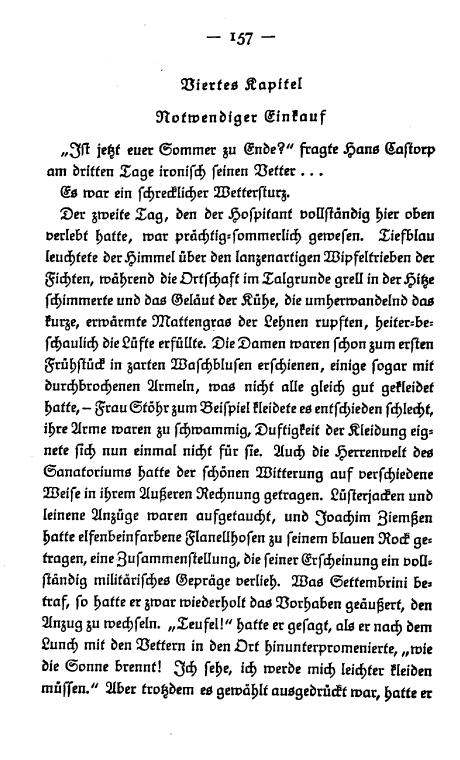 — 157 —
Viertes Kapitel
Notwendiger Einkauf
„Ist jetzt euer Sommer zu Ende?“ fragte Hans Castorp
am dritten Tage ironisch seinen Vetter . . .
Es war ein schrecklicher Wettersturz.
Der zweite Tag, den der Hospitant vollständig hier oben
verlebt hatte, war prächtig-sommerlich gewesen. Tiefblau
leuchtete der Himmel über den lanzenartigen Wipfeltrieben der
Fichten, während die Ortschaft im Talgrunde grell in der Hitze
schimmerte und das Geläut der Kühe, die umherwandelnd das
kurze, erwärmte Mattengras der Lehnen rupften, heiter-be-
schaulich die Lüfte erfüllte. Die Damen waren schon zum ersten
Frühstück in zarten Waschblusen erschienen, einige sogar mit
durchbrochenen Armeln, was nicht alle gleich gut gekleidet
hatte, – Frau Stöhr zum Beispiel kleidete es entschieden schlecht,
ihre Arme waren zu schwammig, Duftigkeit der Kleidung eig-
nete sich nun einmal nicht für sie. Auch die Herrenwelt des
Sanatoriums hatte der schönen Witterung auf verschiedene
Weise in ihrem Äußeren Rechnung getragen. Lüsterjacken und
leinene Anzüge waren aufgetaucht, und Joachim Ziemßen
hatte elfenbeinfarbene Flanellhosen zu seinem blauen Rock ge-
tragen, eine Zusammenstellung, die seiner Erscheinung ein voll-
ständig militärisches Gepräge verlieh. Was Settembrini be-
traf, so hatte er zwar wiederholt das Vorhaben geäußert, den
Anzug zu wechseln. „Teufel!“ hatte er gesagt, als er nach dem
Lunch mit den Vettern in den Ort hinunterpromenierte, „wie
die Sonne brennt! Ich sehe, ich werde mich leichter kleiden
müssen.“ Aber trotzdem es gewählt ausgedrückt war, hatte er